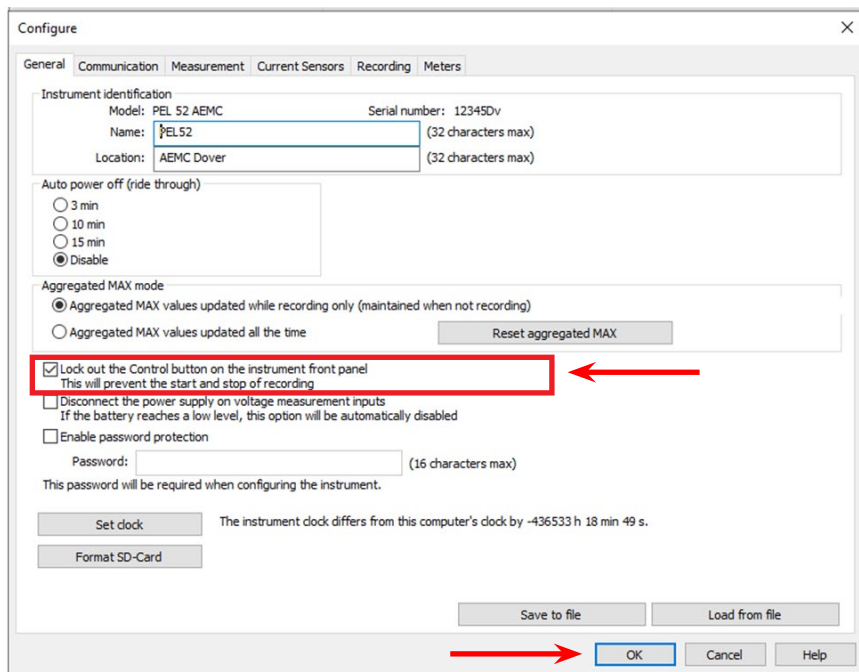 Configure
General Communication Measurement Current Sensors Recording Meters
Instrument identification
Model: PEL 52 AEMC Serial number: 12345Dv
Name: PEL52 (32 characters max)
Location: AEMC Dover (32 characters max)
Auto power off (ride through)
3 min
10 min
15 min
Disable
Aggregated MAX mode
Aggregated MAX values updated while recording only (maintained when not recording)
Aggregated MAX values updated all the time Reset aggregated MAX
Lock out the Control button on the instrument front panel
This will prevent the start and stop of recording
Disconnect the power supply on voltage measurement inputs
If the battery reaches a low level, this option will be automatically disabled
Enable password protection
Password: (16 characters max)
This password will be required when configuring the instrument.
Set clock The instrument clock differs from this computer's clock by -436533 h 18 min 49 s.
Format SD-Card
Save to file Load from file
OK Cancel Help